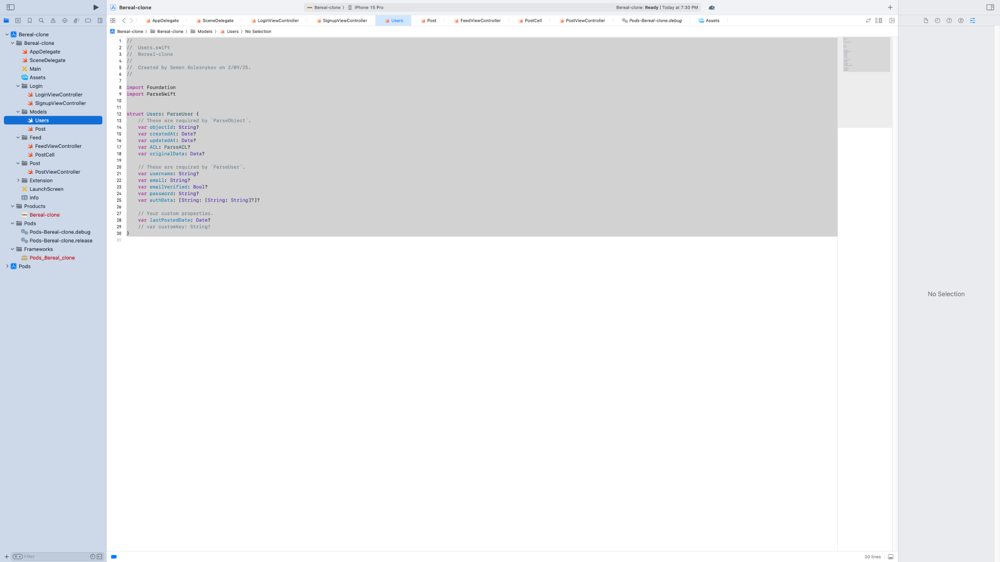 Bereal-clone
Bereal-clone 〉 iPhone 15 Pro
Bereal-clone: Ready | Today at 7:30 PM
AppDelegate
SceneDelegate
LoginViewController
SignupViewController
Users
Post
FeedViewController
PostCell
PostViewController
Pods-Bereal-clone.debug
Assets
Bereal-clone 〉 Bereal-clone 〉 Models 〉 Users 〉 No Selection
Bereal-clone
Bereal-clone
AppDelegate
SceneDelegate
Main
Assets
Login
LoginViewController
SignupViewController
Models
Users
Post
Feed
FeedViewController
PostCell
Post
PostViewController
Extension
LaunchScreen
Info
Products
Bereal-clone
Pods
Pods-Bereal-clone.debug
Pods-Bereal-clone.release
Frameworks
Pods_Bereal_clone
Pods
Filter
1 //
2 //  Users.swift
3 //  Bereal-clone
4 //
5 //  Created by Semen Kolesnykov on 2/09/25.
6 //
7
8 import Foundation
9 import ParseSwift
10
11
12 struct Users: ParseUser {
13     // These are required by `ParseObject`.
14     var objectId: String?
15     var createdAt: Date?
16     var updatedAt: Date?
17     var ACL: ParseACL?
18     var originalData: Data?
19
20     // These are required by `ParseUser`.
21     var username: String?
22     var email: String?
23     var emailVerified: Bool?
24     var password: String?
25     var authData: [String: [String: String]?]?
26
27     // Your custom properties.
28     var lastPostedDate: Date?
29     // var customKey: String?
30 }
31
No Selection
30 lines